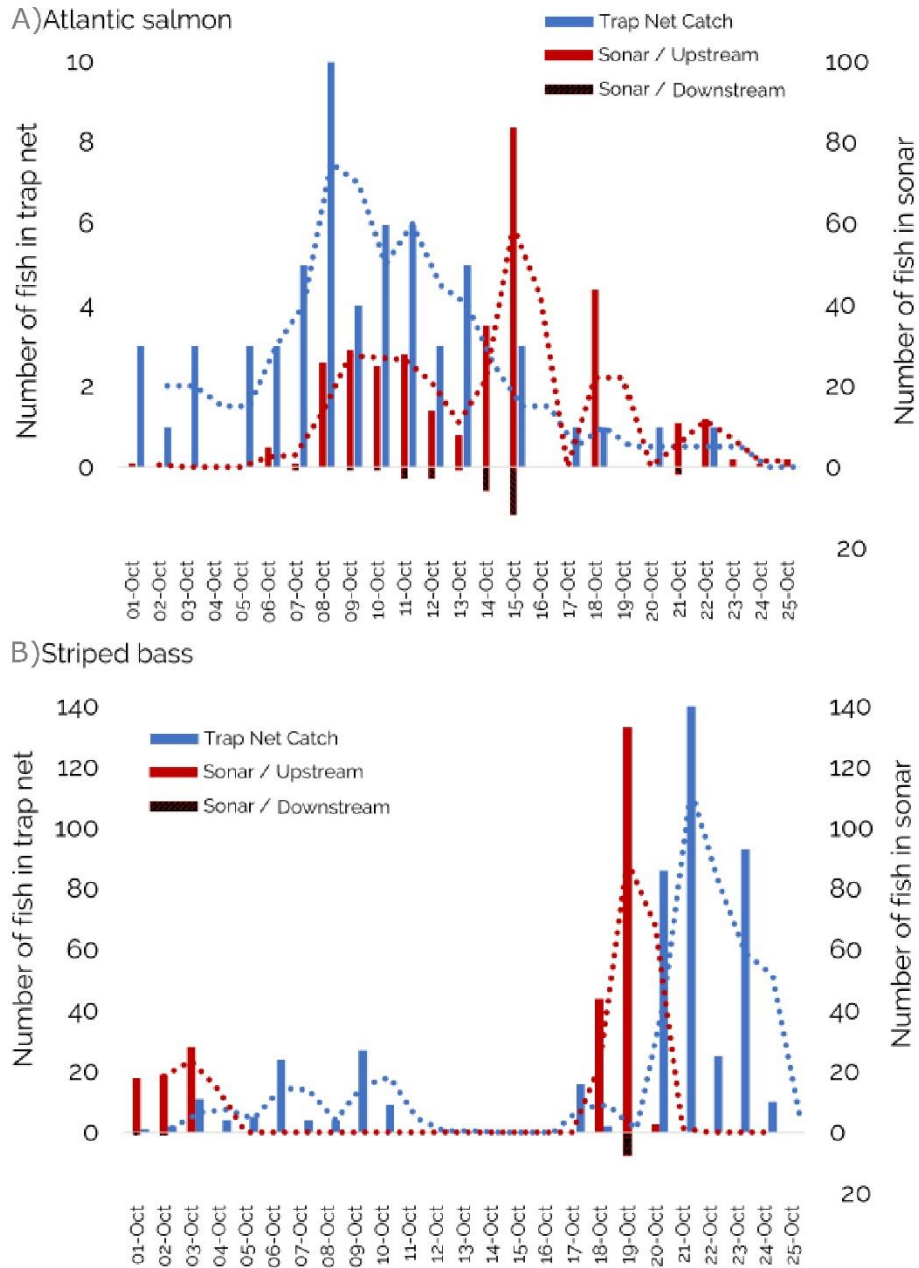 A) Atlantic salmon
Trap Net Catch
Sonar / Upstream
Sonar / Downstream
Number of fish in trap net
10
8
6
4
2
0
100
80
60
40
20
0
20
Number of fish in sonar
01-Oct
02-Oct
03-Oct
04-Oct
05-Oct
06-Oct
07-Oct
08-Oct
09-Oct
10-Oct
11-Oct
12-Oct
13-Oct
14-Oct
15-Oct
16-Oct
17-Oct
18-Oct
19-Oct
20-Oct
21-Oct
22-Oct
23-Oct
24-Oct
25-Oct
B) Striped bass
Trap Net Catch
Sonar / Upstream
Sonar / Downstream
Number of fish in trap net
140
120
100
80
60
40
20
0
140
120
100
80
60
40
20
0
20
Number of fish in sonar
01-Oct
02-Oct
03-Oct
04-Oct
05-Oct
06-Oct
07-Oct
08-Oct
09-Oct
10-Oct
11-Oct
12-Oct
13-Oct
14-Oct
15-Oct
16-Oct
17-Oct
18-Oct
19-Oct
20-Oct
21-Oct
22-Oct
23-Oct
24-Oct
25-Oct